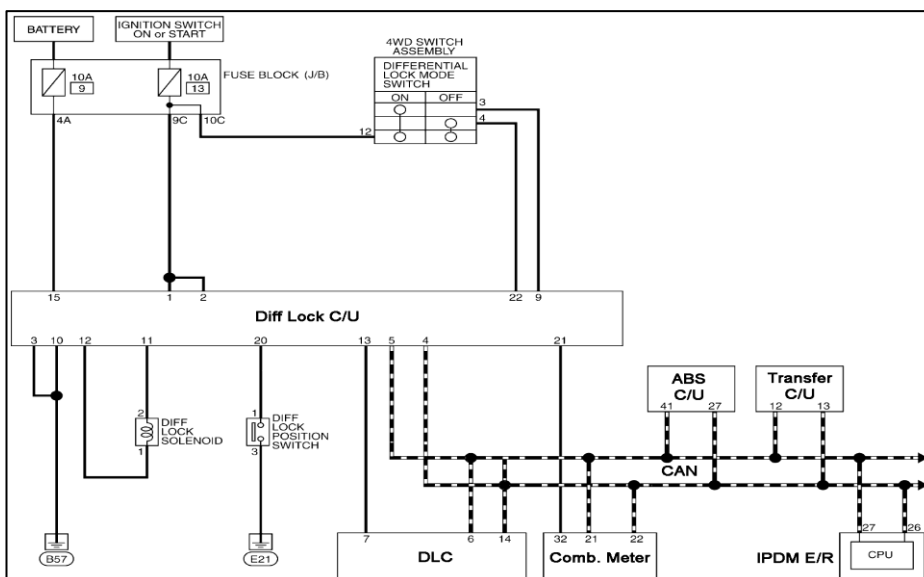 BATTERY
IGNITION SWITCH
ON or START
4WD SWITCH
ASSEMBLY
DIFFERENTIAL
LOCK MODE
SWITCH
ON OFF
10A
9
10A
13
FUSE BLOCK (J/B)
3
4
12
4A 9C 10C
15 1 2 22 9
Diff Lock C/U
3 10 12 11 20 13 5 4 21
ABS
C/U
41 27
Transfer
C/U
12 13
2
DIFF
LOCK
SOLENOID
1
1
DIFF
LOCK
POSITION
SWITCH
3
CAN
B57
E21
7 6 14
DLC
32 21 22
Comb. Meter
27 26
CPU
IPDM E/R